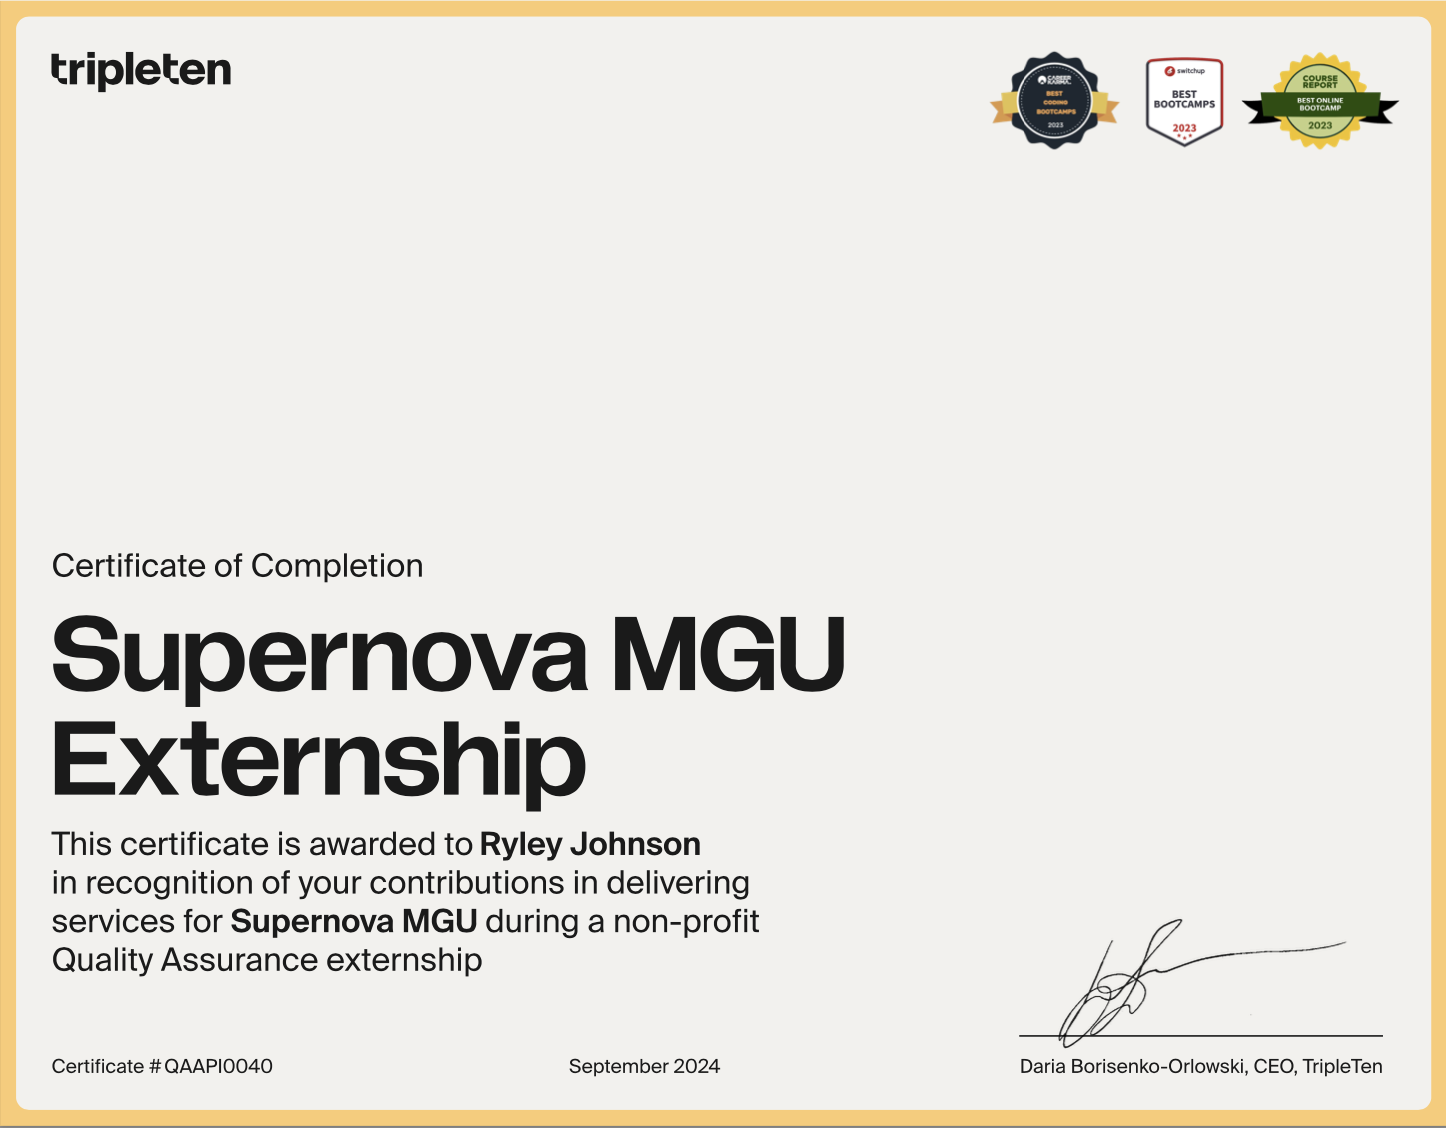 tripleten
CAREER
KARMA
BEST
CODING
BOOTCAMPS
2023
switchup
BEST
BOOTCAMPS
2023
COURSE
REPORT
BEST ONLINE
BOOTCAMP
2023
Certificate of Completion
Supernova MGU
Externship
This certificate is awarded to Ryley Johnson
in recognition of your contributions in delivering
services for Supernova MGU during a non-profit
Quality Assurance externship
Certificate # QAAPI0040
September 2024
Daria Borisenko-Orlowski, CEO, TripleTen